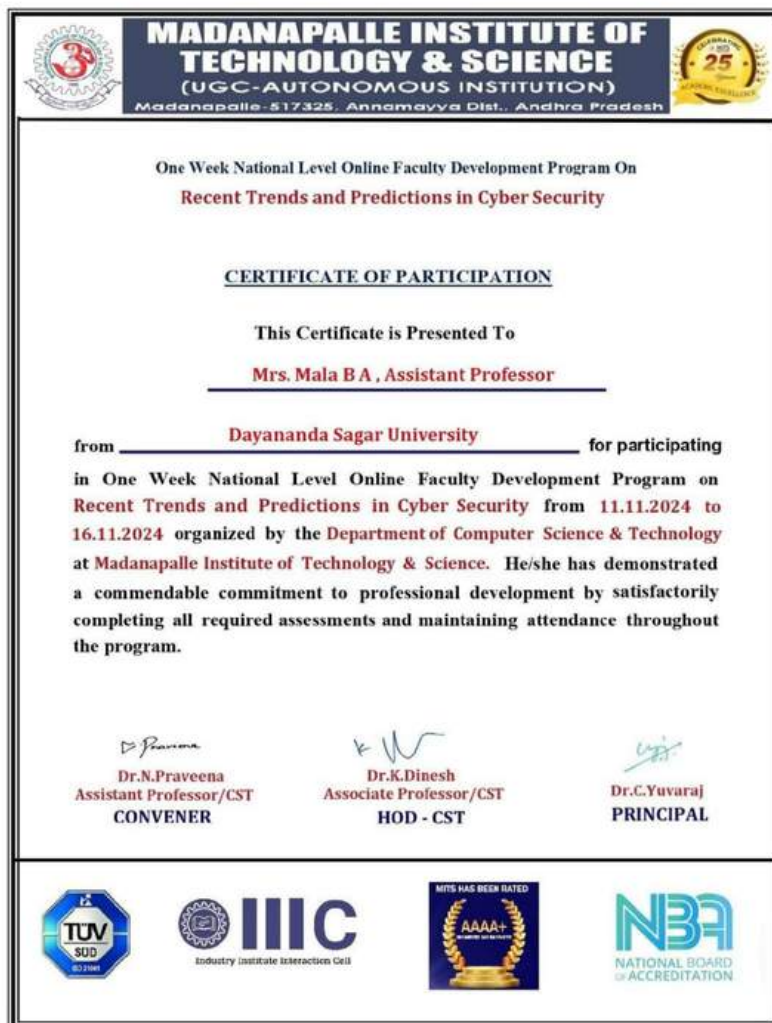 MADANAPALLE INSTITUTE OF
TECHNOLOGY & SCIENCE
(UGC-AUTONOMOUS INSTITUTION)
Madanapalle-517325, Annamayya Dist., Andhra Pradesh
CELEBRATING
25
Years
ACADEMIC EXCELLENCE
One Week National Level Online Faculty Development Program On
Recent Trends and Predictions in Cyber Security
CERTIFICATE OF PARTICIPATION
This Certificate is Presented To
Mrs. Mala B A , Assistant Professor
from Dayananda Sagar University for participating
in One Week National Level Online Faculty Development Program on
Recent Trends and Predictions in Cyber Security from 11.11.2024 to
16.11.2024 organized by the Department of Computer Science & Technology
at Madanapalle Institute of Technology & Science. He/she has demonstrated
a commendable commitment to professional development by satisfactorily
completing all required assessments and maintaining attendance throughout
the program.
Praveena
Dr.N.Praveena
Assistant Professor/CST
CONVENER
Dr.K.Dinesh
Associate Professor/CST
HOD - CST
Dr.C.Yuvaraj
PRINCIPAL
TÜV
SÜD
ISO 21001
IIIC
Industry Institute Interaction Cell
MITS HAS BEEN RATED
AAAA+
NBA
NATIONAL BOARD
OF ACCREDITATION